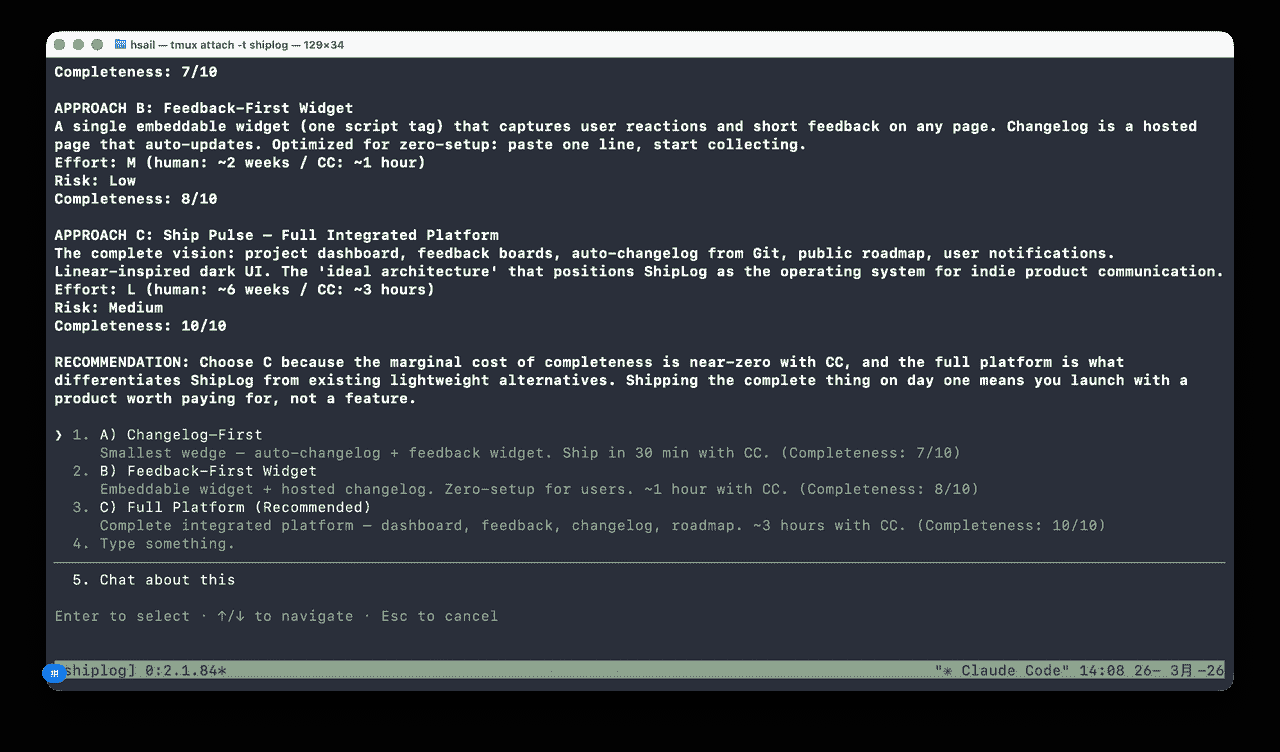 hsail — tmux attach -t shiplog — 129×34
Completeness: 7/10
APPROACH B: Feedback-First Widget
A single embeddable widget (one script tag) that captures user reactions and short feedback on any page. Changelog is a hosted
page that auto-updates. Optimized for zero-setup: paste one line, start collecting.
Effort: M (human: ~2 weeks / CC: ~1 hour)
Risk: Low
Completeness: 8/10
APPROACH C: Ship Pulse — Full Integrated Platform
The complete vision: project dashboard, feedback boards, auto-changelog from Git, public roadmap, user notifications.
Linear-inspired dark UI. The 'ideal architecture' that positions ShipLog as the operating system for indie product communication.
Effort: L (human: ~6 weeks / CC: ~3 hours)
Risk: Medium
Completeness: 10/10
RECOMMENDATION: Choose C because the marginal cost of completeness is near-zero with CC, and the full platform is what
differentiates ShipLog from existing lightweight alternatives. Shipping the complete thing on day one means you launch with a
product worth paying for, not a feature.
❯ 1. A) Changelog-First
Smallest wedge — auto-changelog + feedback widget. Ship in 30 min with CC. (Completeness: 7/10)
2. B) Feedback-First Widget
Embeddable widget + hosted changelog. Zero-setup for users. ~1 hour with CC. (Completeness: 8/10)
3. C) Full Platform (Recommended)
Complete integrated platform — dashboard, feedback, changelog, roadmap. ~3 hours with CC. (Completeness: 10/10)
4. Type something.
5. Chat about this
Enter to select · ↑/↓ to navigate · Esc to cancel
shiplog] 0:2.1.84* "✳ Claude Code" 14:08 26- 3月-26